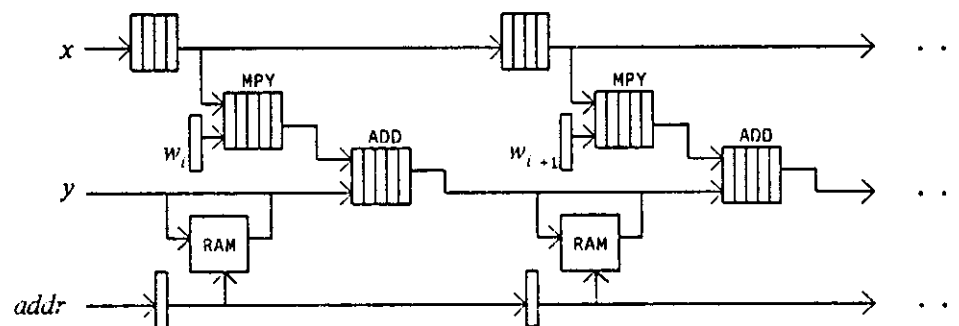 x
MPY
MPY
w_i
ADD
w_{i+1}
ADD
y
RAM
RAM
addr